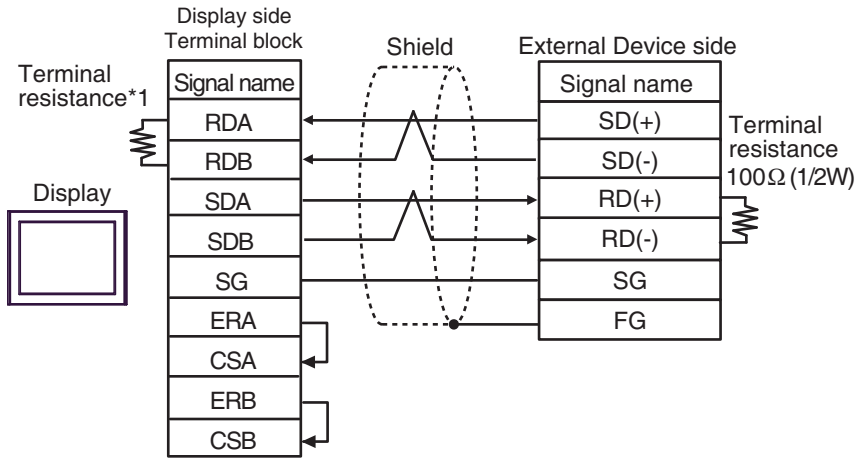 Display side
Terminal block
Shield
External Device side
Terminal
resistance*1
Signal name
Signal name
RDA
SD(+)
RDB
SD(-)
SDA
RD(+)
SDB
RD(-)
SG
SG
ERA
FG
CSA
ERB
CSB
Display
Terminal
resistance
100Ω (1/2W)